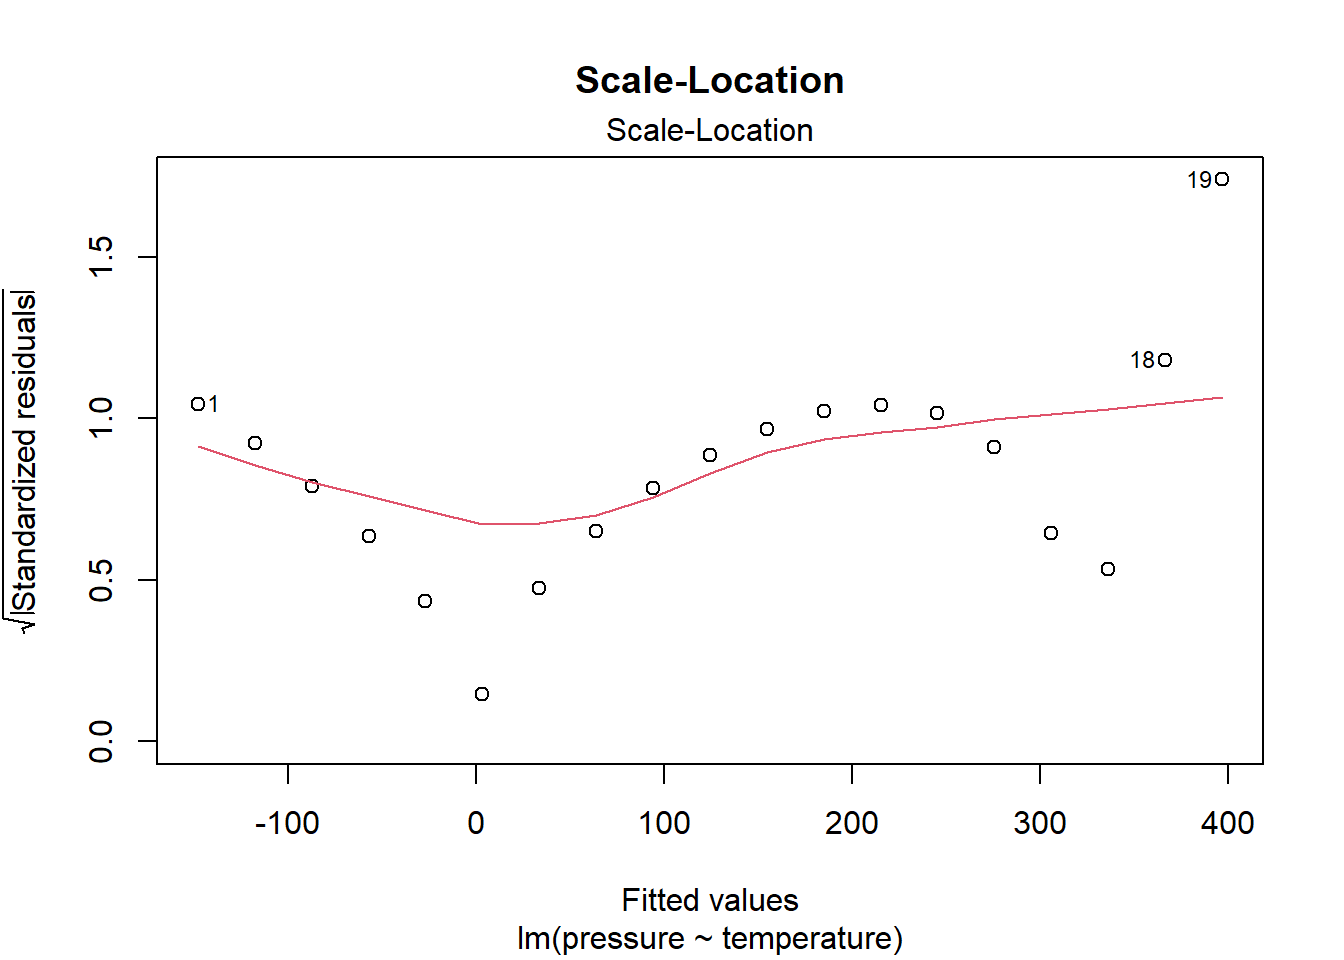 Scale-Location
Scale-Location
√|Standardized residuals|
1.5
1.0
0.5
0.0
19
18
1
-100 0 100 200 300 400
Fitted values
lm(pressure ~ temperature)